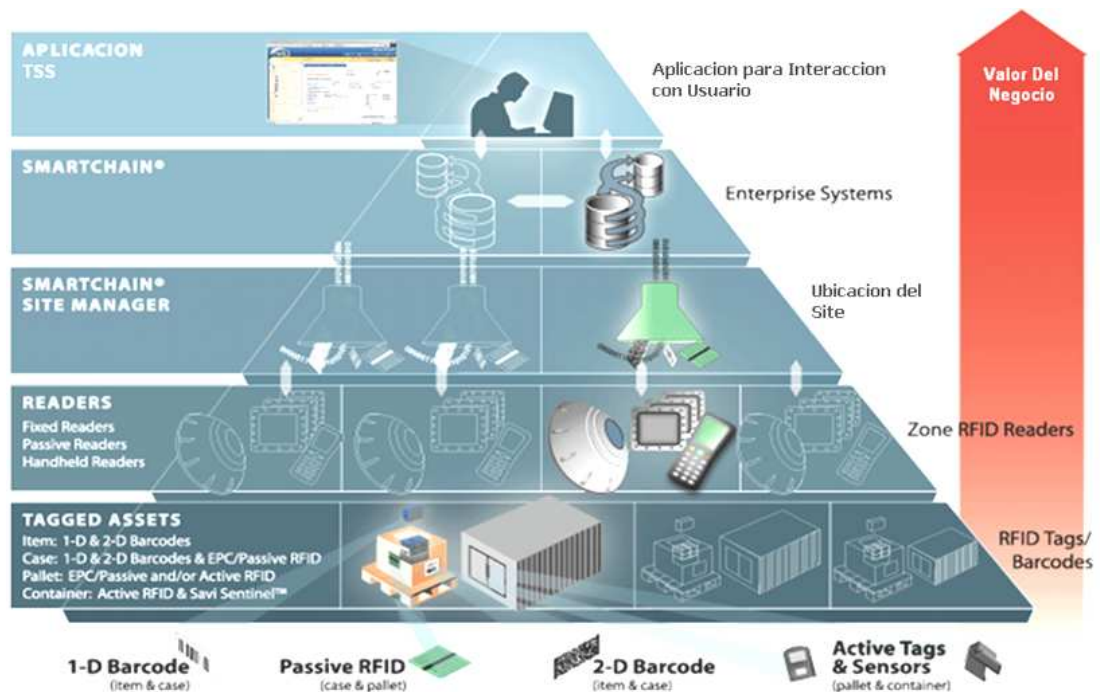 APLICACION
TSS
Aplicacion para Interaccion
con Usuario
Valor Del
Negocio
SMARTCHAIN®
Enterprise Systems
SMARTCHAIN®
SITE MANAGER
Ubicacion del
Site
READERS
Fixed Readers
Passive Readers
Handheld Readers
Zone RFID Readers
TAGGED ASSETS
Item: 1-D & 2-D Barcodes
Case: 1-D & 2-D Barcodes & EPC/Passive RFID
Pallet: EPC/Passive and/or Active RFID
Container: Active RFID & Savi Sentinel™
RFID Tags/
Barcodes
1-D Barcode
(item & case)
Passive RFID
(case & pallet)
2-D Barcode
(item & case)
Active Tags
& Sensors
(pallet & container)